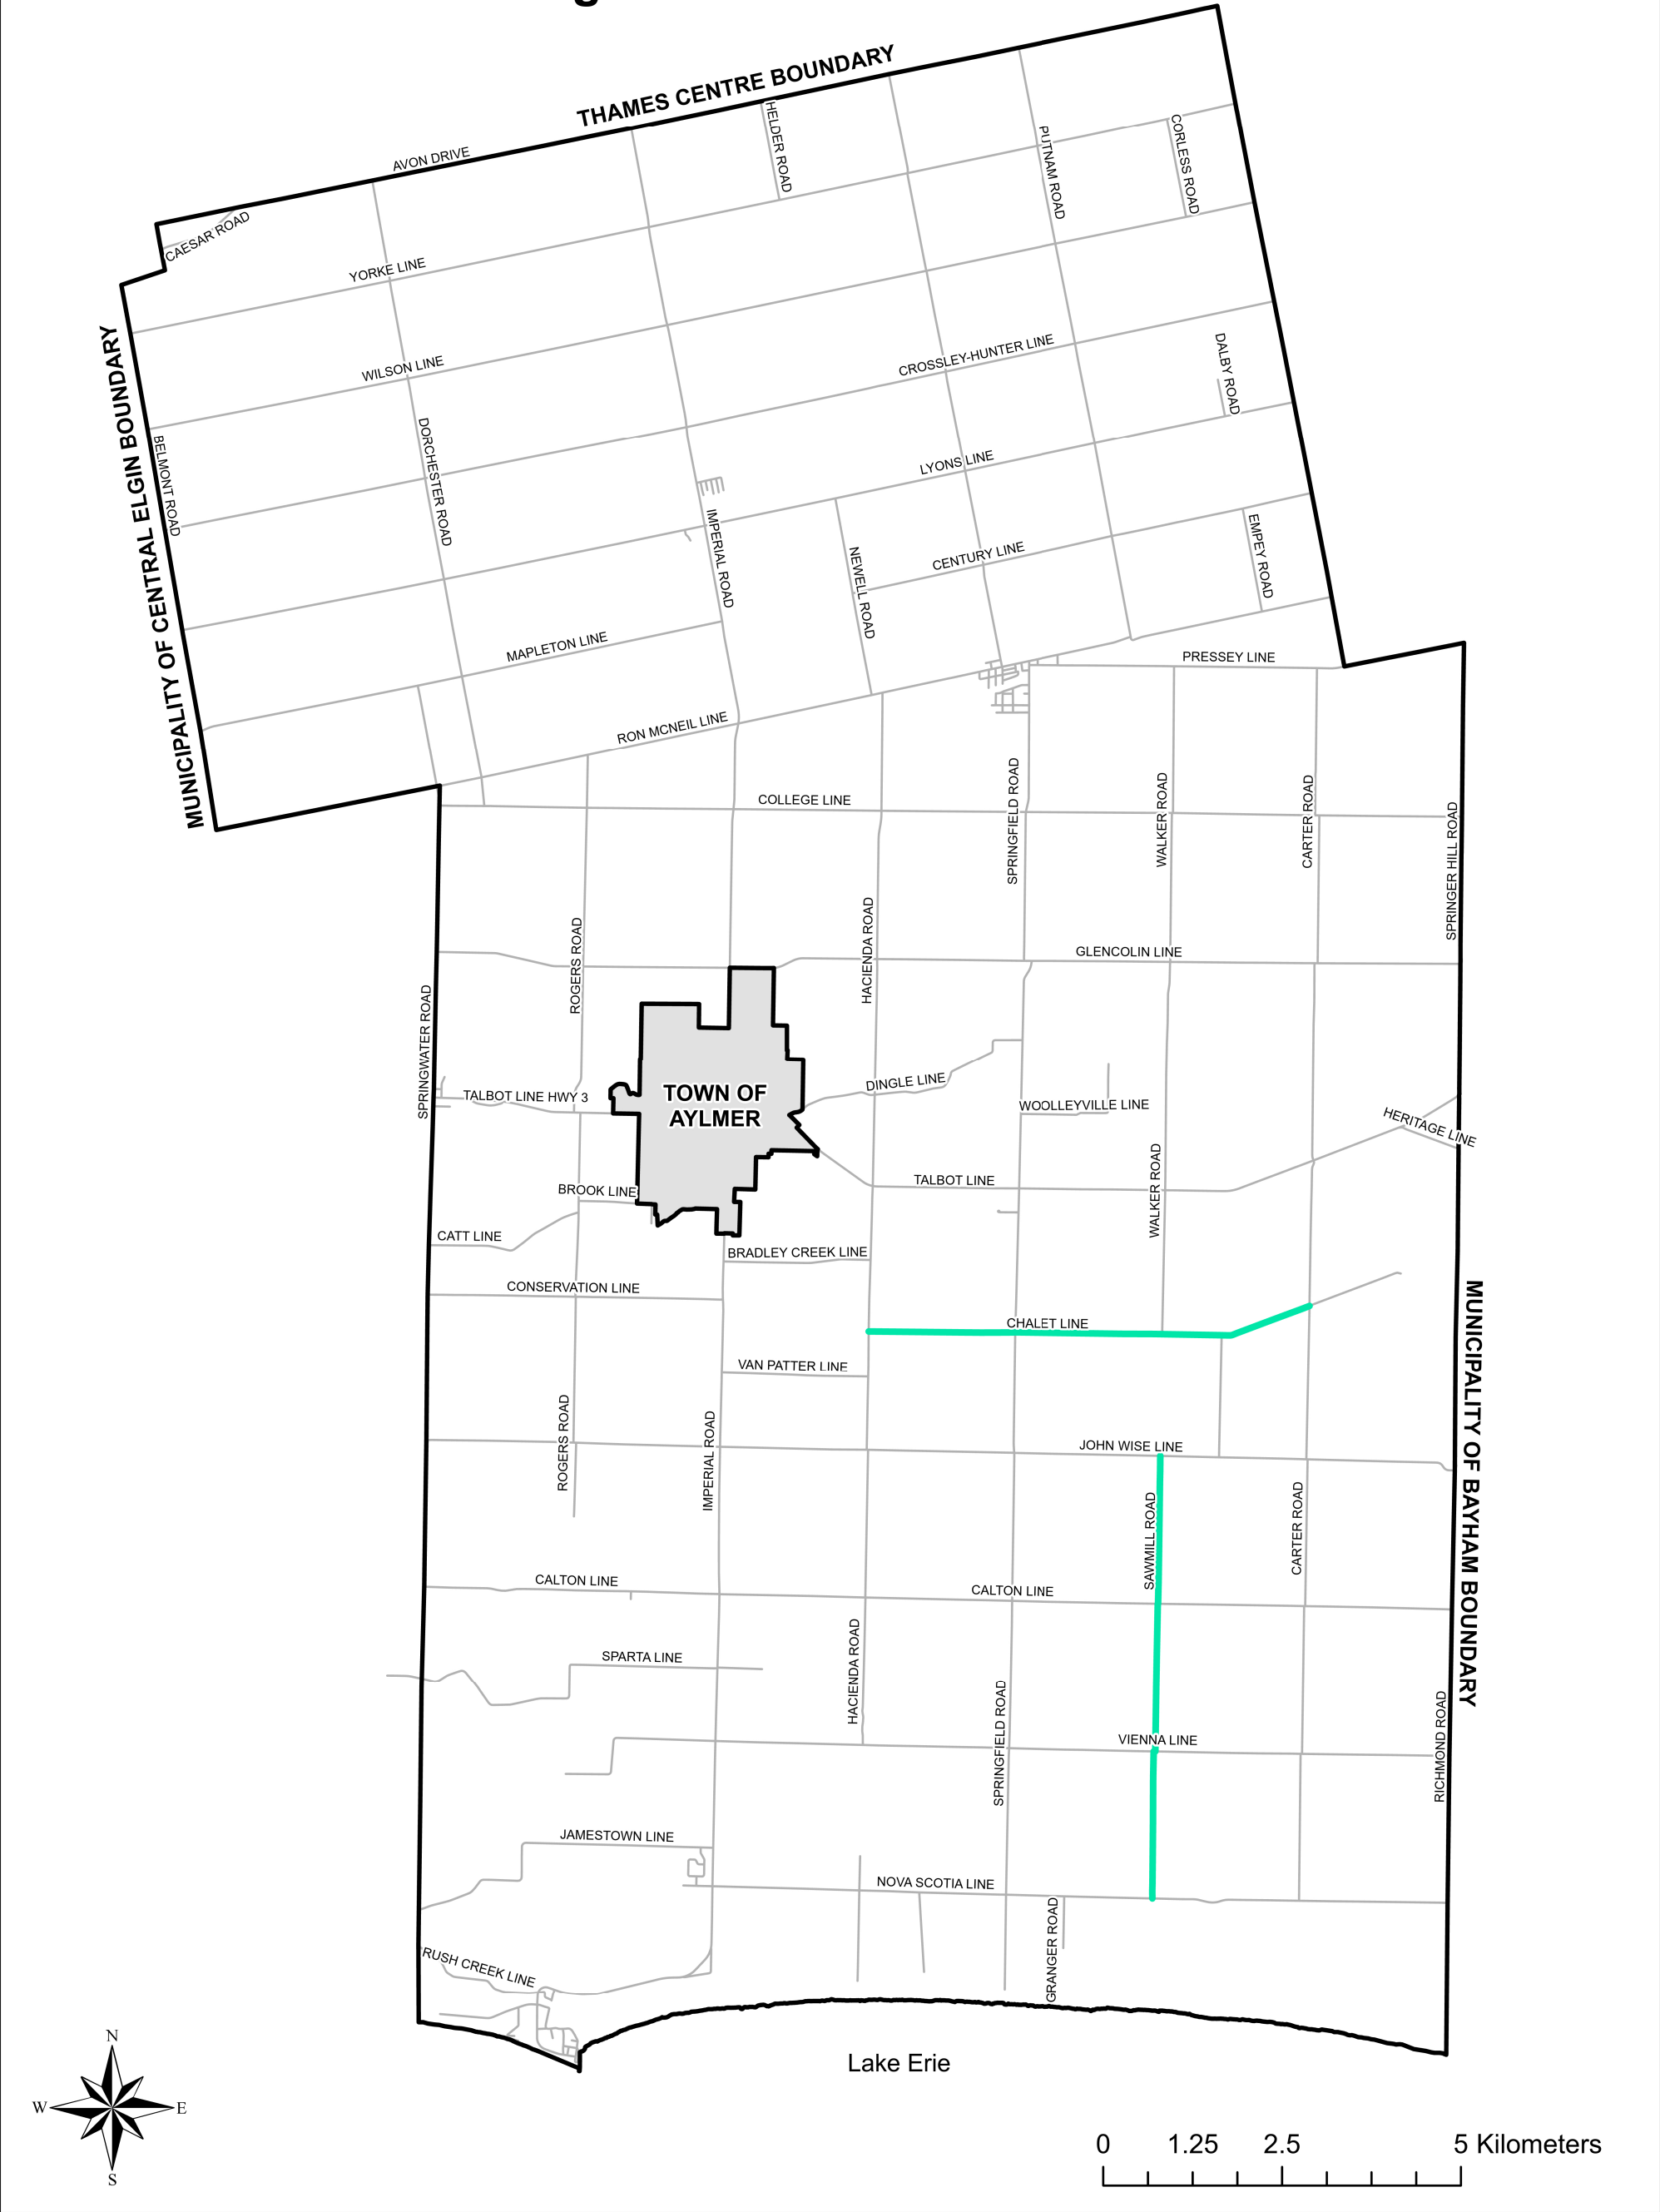 THAMES CENTRE BOUNDARY
AVON DRIVE
HELDER ROAD
CORLESS ROAD
PUTNAM ROAD
CAESAR ROAD
YORKE LINE
MUNICIPALITY OF CENTRAL ELGIN BOUNDARY
WILSON LINE
CROSSLEY-HUNTER LINE
DALBY ROAD
BELMONT ROAD
DORCHESTER ROAD
LYONS LINE
IMPERIAL ROAD
NEWELL ROAD
CENTURY LINE
EMPEY ROAD
MAPLETON LINE
PRESSEY LINE
RON MCNEIL LINE
COLLEGE LINE
SPRINGFIELD ROAD
WALKER ROAD
CARTER ROAD
SPRINGER HILL ROAD
ROGERS ROAD
HACIENDA ROAD
GLENCOLIN LINE
SPRINGWATER ROAD
TALBOT LINE HWY 3
TOWN OF
AYLMER
DINGLE LINE
WOOLLEYVILLE LINE
HERITAGE LINE
BROOK LINE
TALBOT LINE
WALKER ROAD
CATT LINE
BRADLEY CREEK LINE
CONSERVATION LINE
CHALET LINE
MUNICIPALITY OF BAYHAM BOUNDARY
VAN PATTER LINE
ROGERS ROAD
IMPERIAL ROAD
JOHN WISE LINE
SAWMILL ROAD
CARTER ROAD
CALTON LINE
CALTON LINE
SPARTA LINE
HACIENDA ROAD
SPRINGFIELD ROAD
VIENNA LINE
RICHMOND ROAD
JAMESTOWN LINE
NOVA SCOTIA LINE
GRANGER ROAD
RUSH CREEK LINE
Lake Erie
N
W E
S
0 1.25 2.5 5 Kilometers